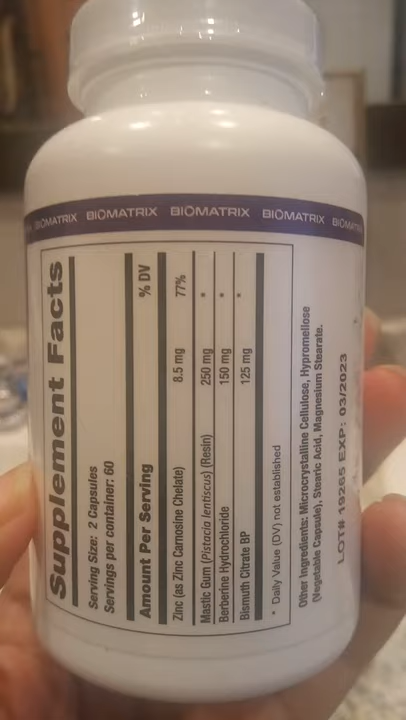 BIOMATRIX BIOMATRIX BIOMATRIX BIOMATRIX
Supplement Facts
Serving Size: 2 Capsules
Servings per container: 60
Amount Per Serving % DV
Zinc (as Zinc Carnosine Chelate) 8.5 mg 77%
Mastic Gum (Pistacia lentiscus) (Resin) 250 mg *
Berberine Hydrochloride 150 mg *
Bismuth Citrate BP 125 mg *
* Daily Value (DV) not established
Other Ingredients: Microcrystalline Cellulose, Hypromellose
(Vegetable Capsule), Stearic Acid, Magnesium Stearate.
LOT# 19265 EXP: 03/2023